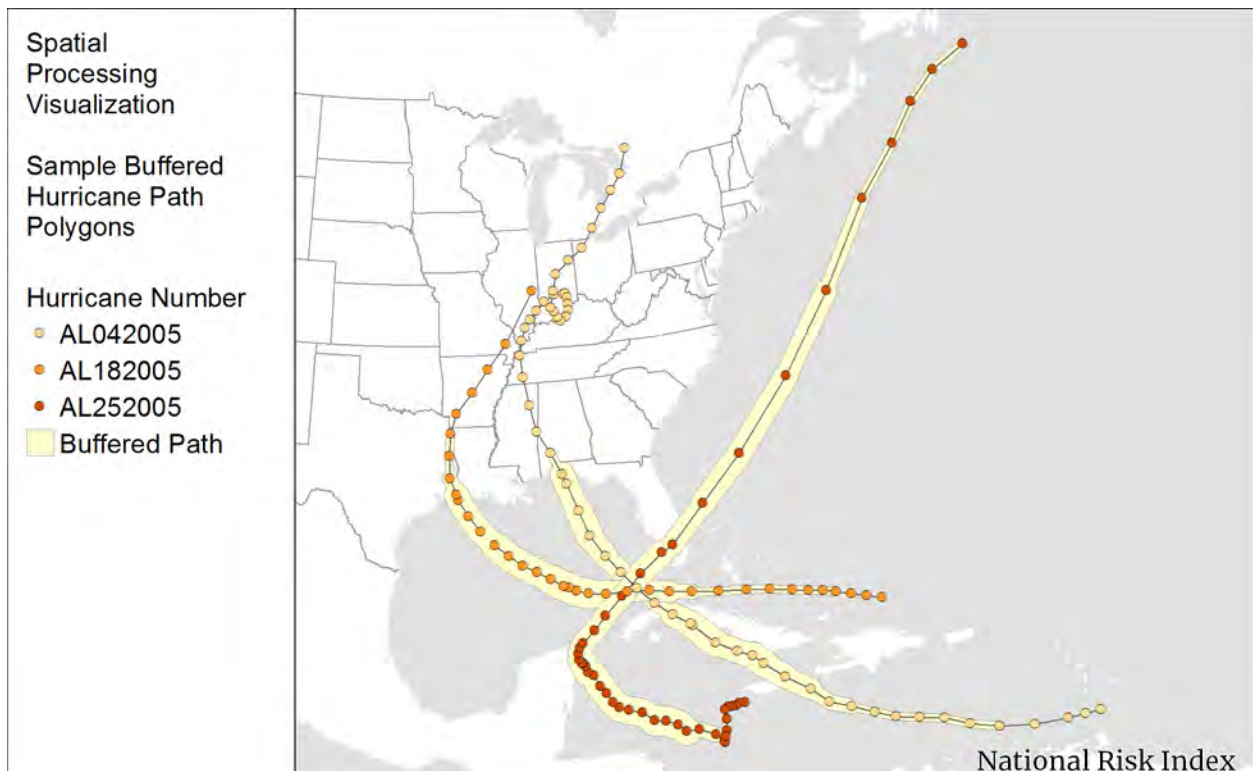 Spatial
Processing
Visualization
Sample Buffered
Hurricane Path
Polygons
Hurricane Number
AL042005
AL182005
AL252005
Buffered Path
National Risk Index